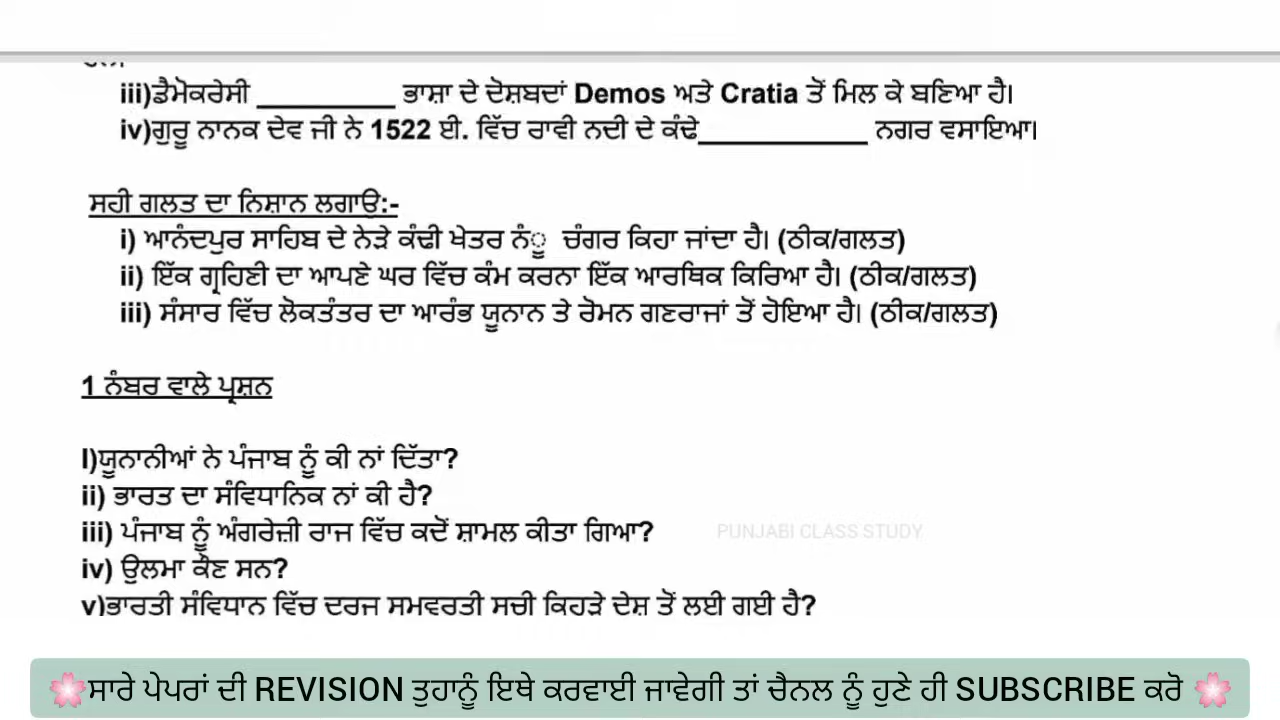 iii)ਡੈਮੋਕਰੇਸੀ __________ ਭਾਸ਼ਾ ਦੇ ਦੋਸ਼ਬਦਾਂ Demos ਅਤੇ Cratia ਤੋਂ ਮਿਲ ਕੇ ਬਣਿਆ ਹੈ।
iv)ਗੁਰੂ ਨਾਨਕ ਦੇਵ ਜੀ ਨੇ 1522 ਈ. ਵਿੱਚ ਰਾਵੀ ਨਦੀ ਦੇ ਕੰਢੇ____________ ਨਗਰ ਵਸਾਇਆ।
ਸਹੀ ਗਲਤ ਦਾ ਨਿਸ਼ਾਨ ਲਗਾਉ:-
i) ਆਨੰਦਪੁਰ ਸਾਹਿਬ ਦੇ ਨੇੜੇ ਕੰਢੀ ਖੇਤਰ ਨੰੂ ਚੰਗਰ ਕਿਹਾ ਜਾਂਦਾ ਹੈ। (ਠੀਕ/ਗਲਤ)
ii) ਇੱਕ ਗ੍ਰਹਿਣੀ ਦਾ ਆਪਣੇ ਘਰ ਵਿੱਚ ਕੰਮ ਕਰਨਾ ਇੱਕ ਆਰਥਿਕ ਕਿਰਿਆ ਹੈ। (ਠੀਕ/ਗਲਤ)
iii) ਸੰਸਾਰ ਵਿੱਚ ਲੋਕਤੰਤਰ ਦਾ ਆਰੰਭ ਯੂਨਾਨ ਤੇ ਰੋਮਨ ਗਣਰਾਜਾਂ ਤੋਂ ਹੋਇਆ ਹੈ। (ਠੀਕ/ਗਲਤ)
1 ਨੰਬਰ ਵਾਲੇ ਪ੍ਰਸ਼ਨ
I)ਯੂਨਾਨੀਆਂ ਨੇ ਪੰਜਾਬ ਨੂੰ ਕੀ ਨਾਂ ਦਿੱਤਾ?
ii) ਭਾਰਤ ਦਾ ਸੰਵਿਧਾਨਿਕ ਨਾਂ ਕੀ ਹੈ?
iii) ਪੰਜਾਬ ਨੂੰ ਅੰਗਰੇਜ਼ੀ ਰਾਜ ਵਿੱਚ ਕਦੋਂ ਸ਼ਾਮਲ ਕੀਤਾ ਗਿਆ?
PUNJABI CLASS STUDY
iv) ਉਲਮਾ ਕੌਣ ਸਨ?
v)ਭਾਰਤੀ ਸੰਵਿਧਾਨ ਵਿੱਚ ਦਰਜ ਸਮਵਰਤੀ ਸਚੀ ਕਿਹੜੇ ਦੇਸ਼ ਤੋਂ ਲਈ ਗਈ ਹੈ?
ਸਾਰੇ ਪੇਪਰਾਂ ਦੀ REVISION ਤੁਹਾਨੂੰ ਇਥੇ ਕਰਵਾਈ ਜਾਵੇਗੀ ਤਾਂ ਚੈਨਲ ਨੂੰ ਹੁਣੇ ਹੀ SUBSCRIBE ਕਰੋ